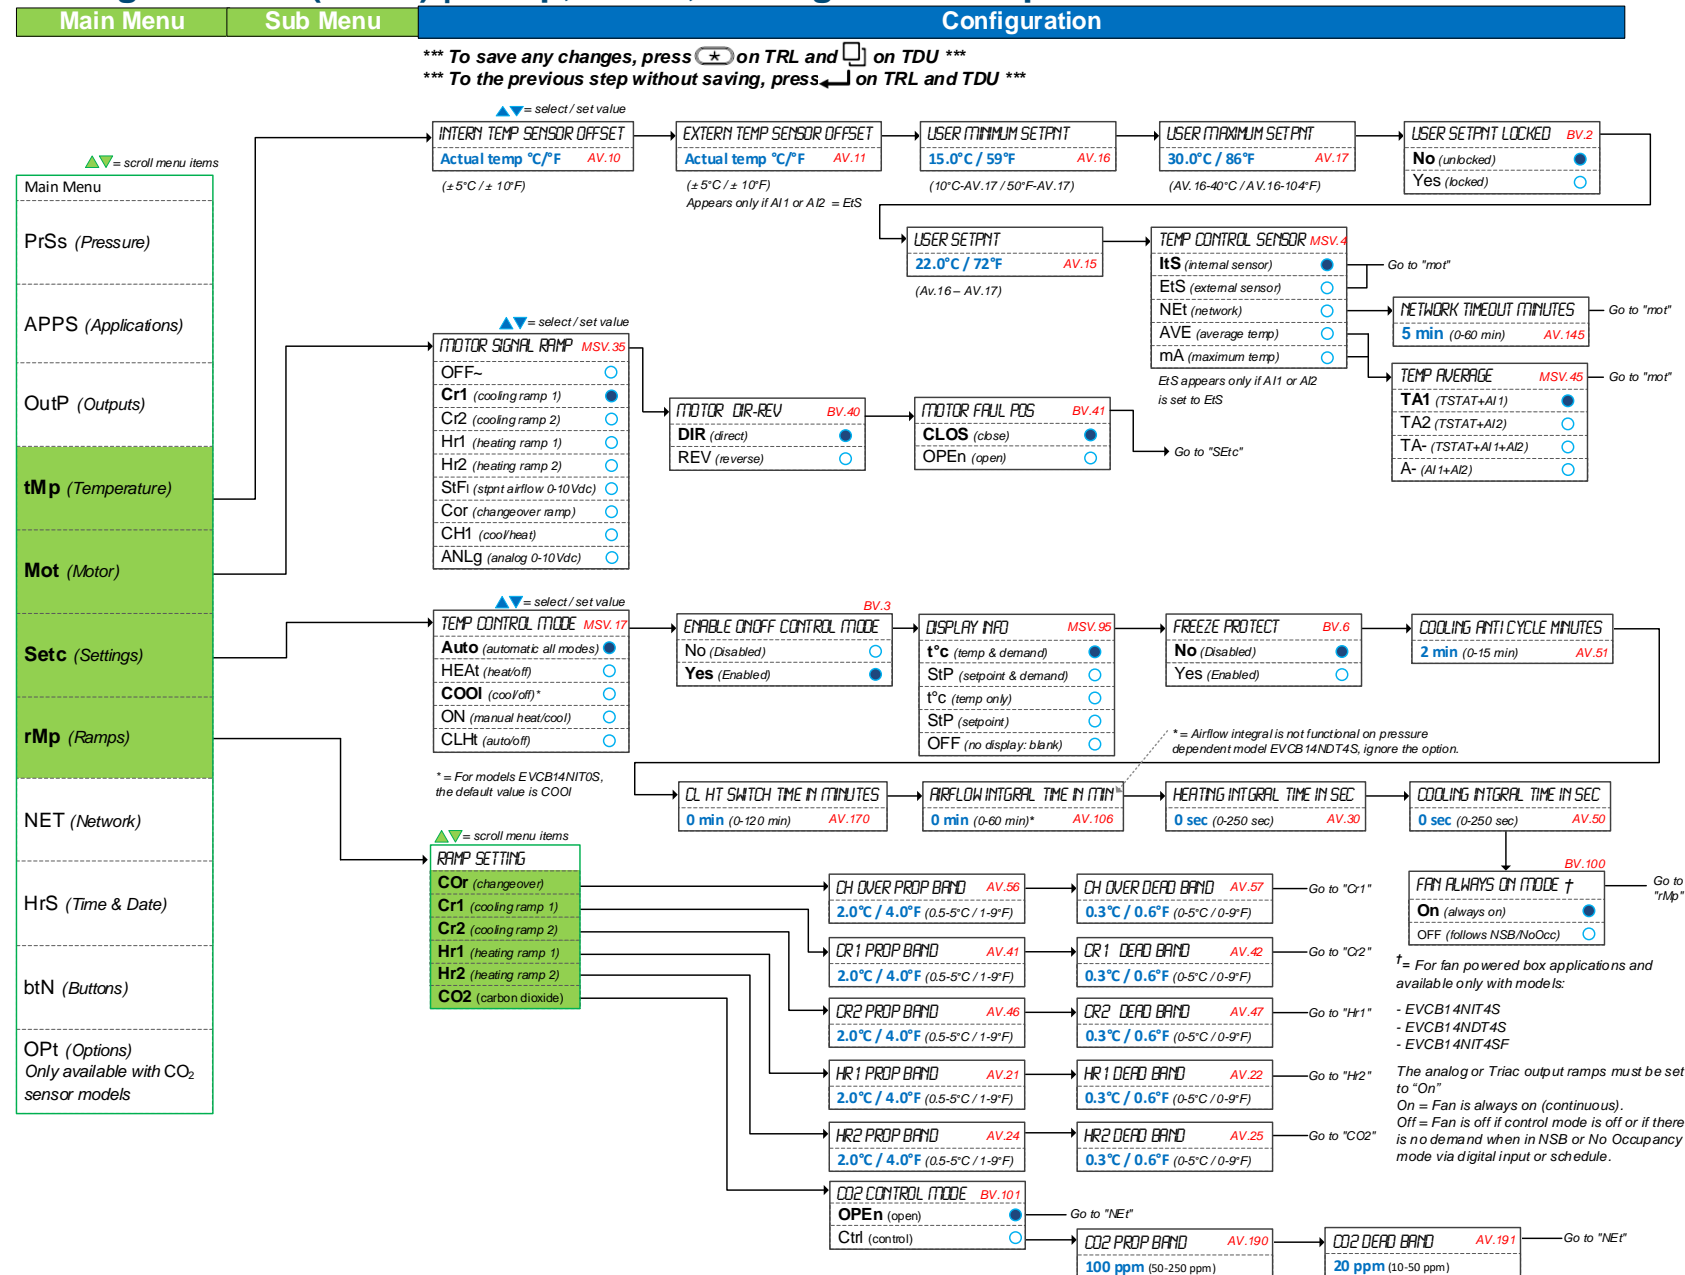 Main Menu
Sub Menu
Configuration
*** To save any changes, press * on TRL and on TDU ***
*** To the previous step without saving, press on TRL and TDU ***
▲▼= select / set value
INTERN TEMP SENSOR OFFSET
Actual temp °C/°F AV.10
(± 5°C / ± 10°F)
EXTERN TEMP SENSOR OFFSET
Actual temp °C/°F AV.11
(± 5°C / ± 10°F)
Appears only if AI1 or AI2 = EtS
USER MINIMUM SETPNT
15.0°C / 59°F AV.16
(10°C-AV.17 / 50°F-AV.17)
USER MAXIMUM SETPNT
30.0°C / 86°F AV.17
(AV.16-40°C / AV.16-104°F)
USER SETPNT LOCKED BV.2
No (unlocked)
Yes (locked)
USER SETPNT
22.0°C / 72°F AV.15
(Av.16 – AV.17)
TEMP CONTROL SENSOR MSV.4
ItS (internal sensor)
EtS (external sensor)
NEt (network)
AVE (average temp)
mA (maximum temp)
EtS appears only if AI1 or AI2
is set to EtS
Go to "mot"
NETWORK TIMEOUT MINUTES
5 min (0-60 min) AV.145
Go to "mot"
TEMP AVERAGE MSV.45
TA1 (TSTAT+AI1)
TA2 (TSTAT+AI2)
TA- (TSTAT+AI1+AI2)
A- (AI1+AI2)
Go to "mot"
▲▼= scroll menu items
Main Menu
PrSs (Pressure)
APPS (Applications)
OutP (Outputs)
tMp (Temperature)
Mot (Motor)
Setc (Settings)
rMp (Ramps)
NET (Network)
HrS (Time & Date)
btN (Buttons)
OPt (Options)
Only available with CO₂
sensor models
▲▼= select / set value
MOTOR SIGNAL RAMP MSV.35
OFF~
Cr1 (cooling ramp 1)
Cr2 (cooling ramp 2)
Hr1 (heating ramp 1)
Hr2 (heating ramp 2)
StFl (stpnt airflow 0-10Vdc)
Cor (changeover ramp)
CH1 (cool/heat)
ANLg (analog 0-10Vdc)
MOTOR DIR-REV BV.40
DIR (direct)
REV (reverse)
MOTOR FAUL POS BV.41
CLOS (close)
OPEn (open)
Go to "SEtc"
▲▼= select / set value
TEMP CONTROL MODE MSV.17
Auto (automatic all modes)
HEAt (heat/off)
COOl (cool/off)*
ON (manual heat/cool)
CLHt (auto/off)
* = For models EVCB14NIT0S,
the default value is COOl
BV.3
ENABLE ONOFF CONTROL MODE
No (Disabled)
Yes (Enabled)
DISPLAY INFO MSV.95
t°c (temp & demand)
StP (setpoint & demand)
t°C (temp only)
StP (setpoint)
OFF (no display: blank)
FREEZE PROTECT BV.6
No (Disabled)
Yes (Enabled)
COOLING ANTI CYCLE MINUTES
2 min (0-15 min) AV.51
* = Airflow integral is not functional on pressure
dependent model EVCB14NDT4S, ignore the option.
CL HT SWITCH TIME IN MINUTES
0 min (0-120 min) AV.170
AIRFLOW INTGRAL TIME IN MIN
0 min (0-60 min)* AV.106
HEATING INTGRAL TIME IN SEC
0 sec (0-250 sec) AV.30
COOLING INTGRAL TIME IN SEC
0 sec (0-250 sec) AV.50
BV.100
FAN ALWAYS ON MODE †
On (always on)
OFF (follows NSB/NoOcc)
Go to
"rMp"
†= For fan powered box applications and
available only with models:
- EVCB14NIT4S
- EVCB14NDT4S
- EVCB14NIT4SF
The analog or Triac output ramps must be set
to “On”
On = Fan is always on (continuous).
Off = Fan is off if control mode is off or if there
is no demand when in NSB or No Occupancy
mode via digital input or schedule.
▲▼= scroll menu items
RAMP SETTING
COr (changeover)
Cr1 (cooling ramp 1)
Cr2 (cooling ramp 2)
Hr1 (heating ramp 1)
Hr2 (heating ramp 2)
CO2 (carbon dioxide)
CH OVER PROP BAND AV.56
2.0°C / 4.0°F (0.5-5°C / 1-9°F)
CH OVER DEAD BAND AV.57
0.3°C / 0.6°F (0-5°C / 0-9°F)
Go to "Cr1"
CR1 PROP BAND AV.41
2.0°C / 4.0°F (0.5-5°C / 1-9°F)
CR1 DEAD BAND AV.42
0.3°C / 0.6°F (0-5°C / 0-9°F)
Go to "Cr2"
CR2 PROP BAND AV.46
2.0°C / 4.0°F (0.5-5°C / 1-9°F)
CR2 DEAD BAND AV.47
0.3°C / 0.6°F (0-5°C / 0-9°F)
Go to "Hr1"
HR1 PROP BAND AV.21
2.0°C / 4.0°F (0.5-5°C / 1-9°F)
HR1 DEAD BAND AV.22
0.3°C / 0.6°F (0-5°C / 0-9°F)
Go to "Hr2"
HR2 PROP BAND AV.24
2.0°C / 4.0°F (0.5-5°C / 1-9°F)
HR2 DEAD BAND AV.25
0.3°C / 0.6°F (0-5°C / 0-9°F)
Go to "CO2"
CO2 CONTROL MODE BV.101
OPEn (open)
Ctrl (control)
Go to "NEt"
CO2 PROP BAND AV.190
100 ppm (50-250 ppm)
CO2 DEAD BAND AV.191
20 ppm (10-50 ppm)
Go to "NEt"